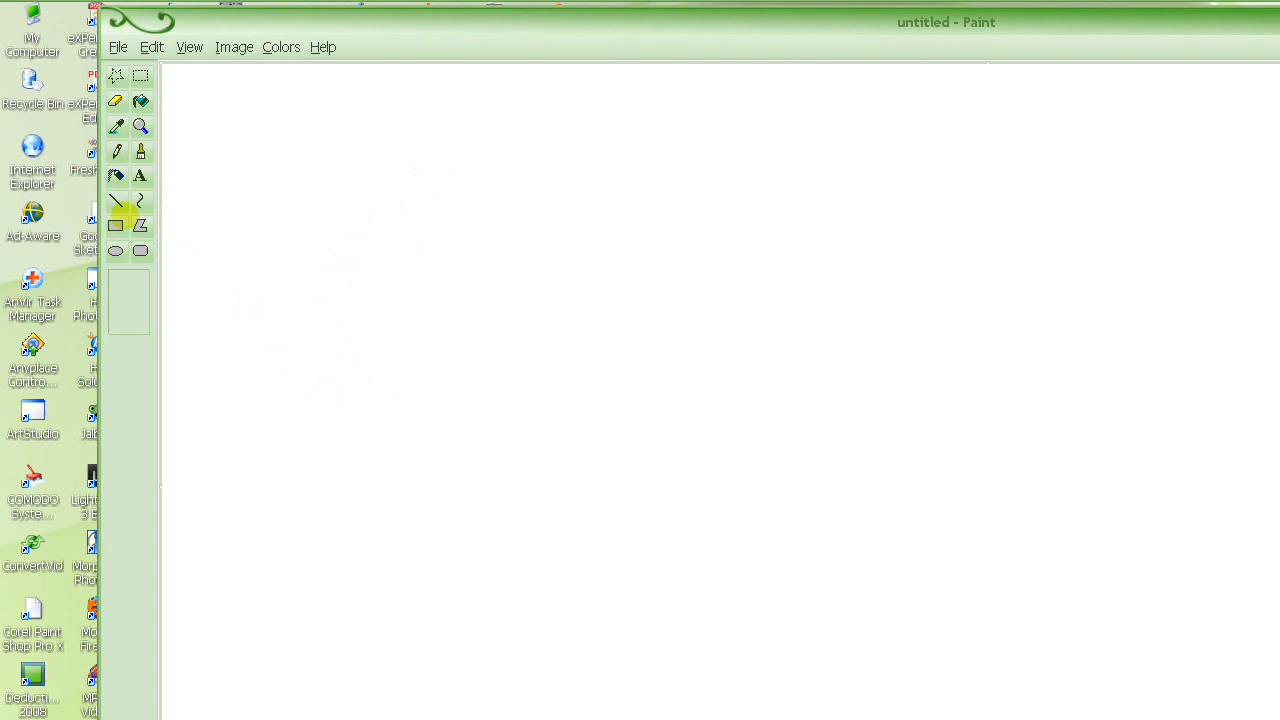 untitled - Paint
File Edit View Image Colors Help
My Computer
Recycle Bin
Internet Explorer
Ad-Aware
AnVir Task Manager
Anyplace Contro...
ArtStudio
COMODO Syste...
ConvertVid
Corel Paint Shop Pro X
Deducti... 2008
A